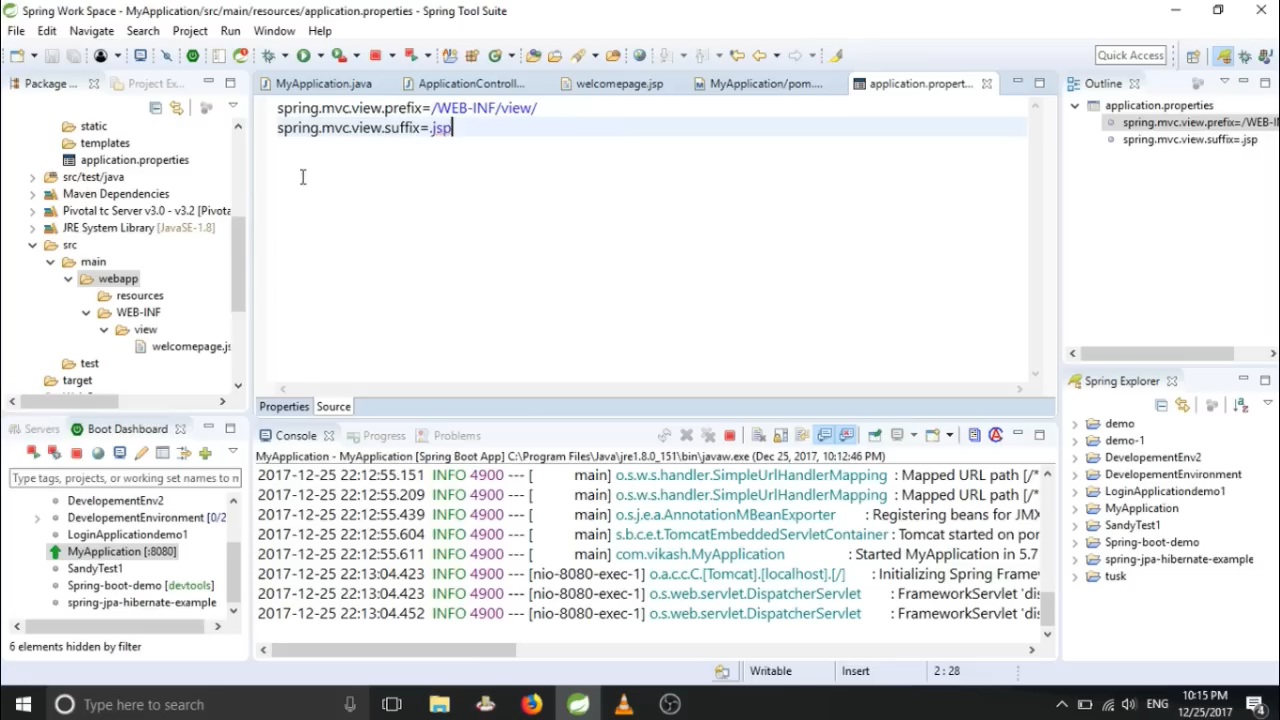 Spring Work Space - MyApplication/src/main/resources/application.properties - Spring Tool Suite
File Edit Navigate Search Project Run Window Help
Quick Access
Package ...
Project Ex...
MyApplication.java
ApplicationControll...
welcomepage.jsp
MyApplication/pom....
application.propert...
Outline
spring.mvc.view.prefix=/WEB-INF/view/
spring.mvc.view.suffix=.jsp
application.properties
spring.mvc.view.prefix=/WEB-IN
spring.mvc.view.suffix=.jsp
static
templates
application.properties
src/test/java
Maven Dependencies
Pivotal tc Server v3.0 - v3.2 [Pivota
JRE System Library [JavaSE-1.8]
src
main
webapp
resources
WEB-INF
view
welcomepage.js
test
target
Properties Source
Spring Explorer
demo
demo-1
DevelopementEnv2
DevelopmentEnvironment
LoginApplicationdemo1
MyApplication
SandyTest1
Spring-boot-demo
spring-jpa-hibernate-example
tusk
Servers
Boot Dashboard
Type tags, projects, or working set names to m
DevelopementEnv2
DevelopementEnvironment [0/2
LoginApplicationdemo1
MyApplication [:8080]
SandyTest1
Spring-boot-demo [devtools]
spring-jpa-hibernate-example
6 elements hidden by filter
Console Progress Problems
MyApplication - MyApplication [Spring Boot App] C:\Program Files\Java\jre1.8.0_151\bin\javaw.exe (Dec 25, 2017, 10:12:46 PM)
2017-12-25 22:12:55.151 INFO 4900 --- [ main] o.s.w.s.handler.SimpleUrlHandlerMapping : Mapped URL path [/*
2017-12-25 22:12:55.209 INFO 4900 --- [ main] o.s.w.s.handler.SimpleUrlHandlerMapping : Mapped URL path [/*
2017-12-25 22:12:55.439 INFO 4900 --- [ main] o.s.j.e.a.AnnotationMBeanExporter : Registering beans for JMX
2017-12-25 22:12:55.604 INFO 4900 --- [ main] s.b.c.e.t.TomcatEmbeddedServletContainer : Tomcat started on por
2017-12-25 22:12:55.611 INFO 4900 --- [ main] com.vikash.MyApplication : Started MyApplication in 5.7
2017-12-25 22:13:04.423 INFO 4900 --- [nio-8080-exec-1] o.a.c.c.C.[Tomcat].[localhost].[/] : Initializing Spring Frame
2017-12-25 22:13:04.423 INFO 4900 --- [nio-8080-exec-1] o.s.web.servlet.DispatcherServlet : FrameworkServlet 'dis
2017-12-25 22:13:04.452 INFO 4900 --- [nio-8080-exec-1] o.s.web.servlet.DispatcherServlet : FrameworkServlet 'dis
Writable Insert 2 : 28
Type here to search
ENG
10:15 PM
12/25/2017
4